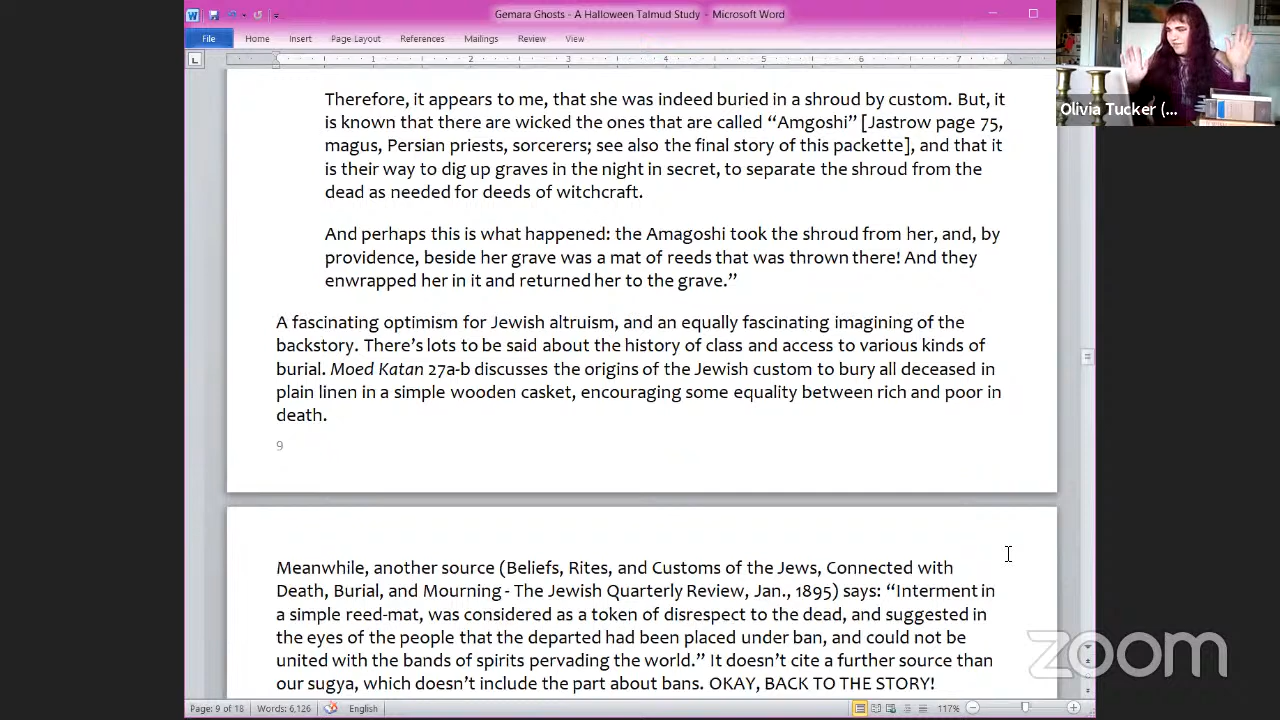 Gemara Ghosts - A Halloween Talmud Study - Microsoft Word
File Home Insert Page Layout References Mailings Review View
1 2 3 4 5 6 7
Olivia Tucker (...
Therefore, it appears to me, that she was indeed buried in a shroud by custom. But, it
is known that there are wicked the ones that are called “Amgoshi” [Jastrow page 75,
magus, Persian priests, sorcerers; see also the final story of this packette], and that it
is their way to dig up graves in the night in secret, to separate the shroud from the
dead as needed for deeds of witchcraft.
And perhaps this is what happened: the Amagoshi took the shroud from her, and, by
providence, beside her grave was a mat of reeds that was thrown there! And they
enwrapped her in it and returned her to the grave.”
A fascinating optimism for Jewish altruism, and an equally fascinating imagining of the
backstory. There’s lots to be said about the history of class and access to various kinds of
burial. Moed Katan 27a-b discusses the origins of the Jewish custom to bury all deceased in
plain linen in a simple wooden casket, encouraging some equality between rich and poor in
death.
9
Meanwhile, another source (Beliefs, Rites, and Customs of the Jews, Connected with
Death, Burial, and Mourning - The Jewish Quarterly Review, Jan., 1895) says: “Interment in
a simple reed-mat, was considered as a token of disrespect to the dead, and suggested in
the eyes of the people that the departed had been placed under ban, and could not be
united with the bands of spirits pervading the world.” It doesn’t cite a further source than
our sugya, which doesn’t include the part about bans. OKAY, BACK TO THE STORY!
zoom
Page: 9 of 18 Words: 6,126 English 117%